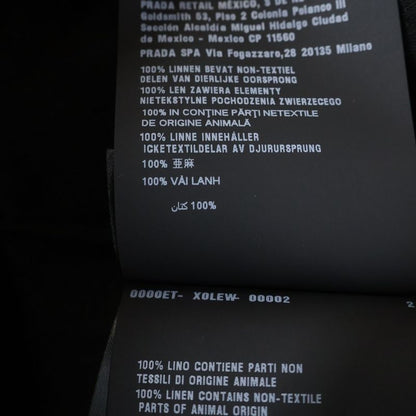 PRADA RETAIL MÉXICO, S DE
Goldsmith 53, Piso 2 Colonia Polanco III
Sección Alcaldía Miguel Hidalgo Ciudad
de Mexico - Mexico CP 11560
PRADA SPA Via Fogazzaro,28 20135 Milano
100% LINNEN BEVAT NON-TEXTIEL
DELEN VAN DIERLIJKE OORSPRONG
100% LEN ZAWIERA ELEMENTY
NIETEKSTYLNE POCHODZENIA ZWIERZECEGO
100% IN CONŢINE PĂRŢI NETEXTILE
DE ORIGINE ANIMALĂ
100% LINNE INNEHÅLLER
ICKETEXTILDELAR AV DJURURSPRUNG
100% 亜麻
100% VẢI LANH
100% كتان
0000ET- X0LEW- 00002
2
100% LINO CONTIENE PARTI NON
TESSILI DI ORIGINE ANIMALE
100% LINEN CONTAINS NON-TEXTILE
PARTS OF ANIMAL ORIGIN